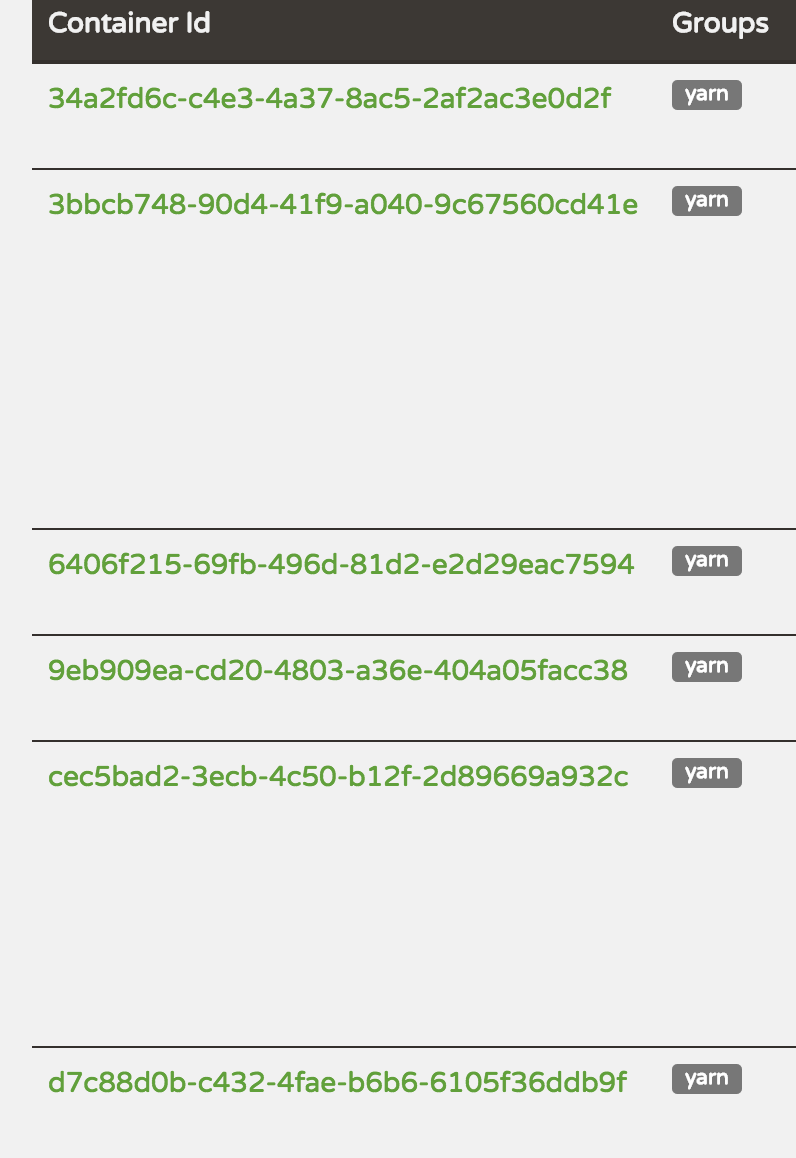 Container Id Groups
34a2fd6c-c4e3-4a37-8ac5-2af2ac3e0d2f yarn
3bbcb748-90d4-41f9-a040-9c67560cd41e yarn
6406f215-69fb-496d-81d2-e2d29eac7594 yarn
9eb909ea-cd20-4803-a36e-404a05facc38 yarn
cec5bad2-3ecb-4c50-b12f-2d89669a932c yarn
d7c88d0b-c432-4fae-b6b6-6105f36ddb9f yarn